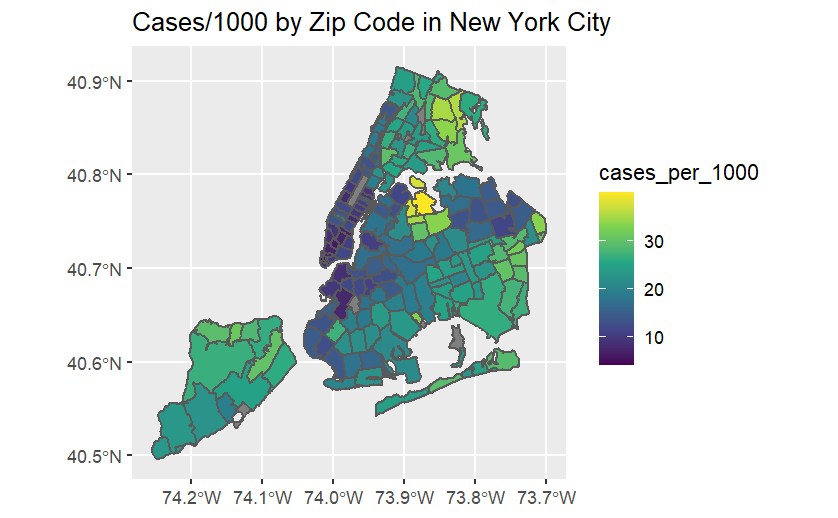 Cases/1000 by Zip Code in New York City
40.9°N
40.8°N
40.7°N
40.6°N
40.5°N
74.2°W 74.1°W 74.0°W 73.9°W 73.8°W 73.7°W
cases_per_1000
30
20
10